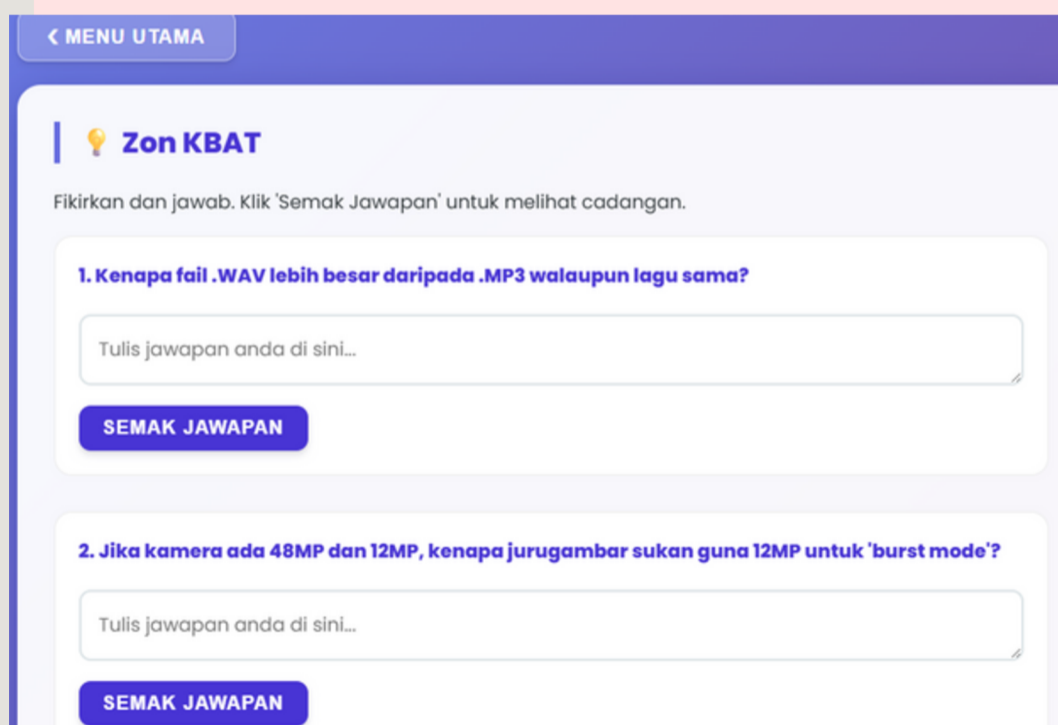 ❮ MENU UTAMA
💡 Zon KBAT
Fikirkan dan jawab. Klik 'Semak Jawapan' untuk melihat cadangan.
1. Kenapa fail .WAV lebih besar daripada .MP3 walaupun lagu sama?
Tulis jawapan anda di sini...
SEMAK JAWAPAN
2. Jika kamera ada 48MP dan 12MP, kenapa jurugambar sukan guna 12MP untuk 'burst mode'?
Tulis jawapan anda di sini...
SEMAK JAWAPAN